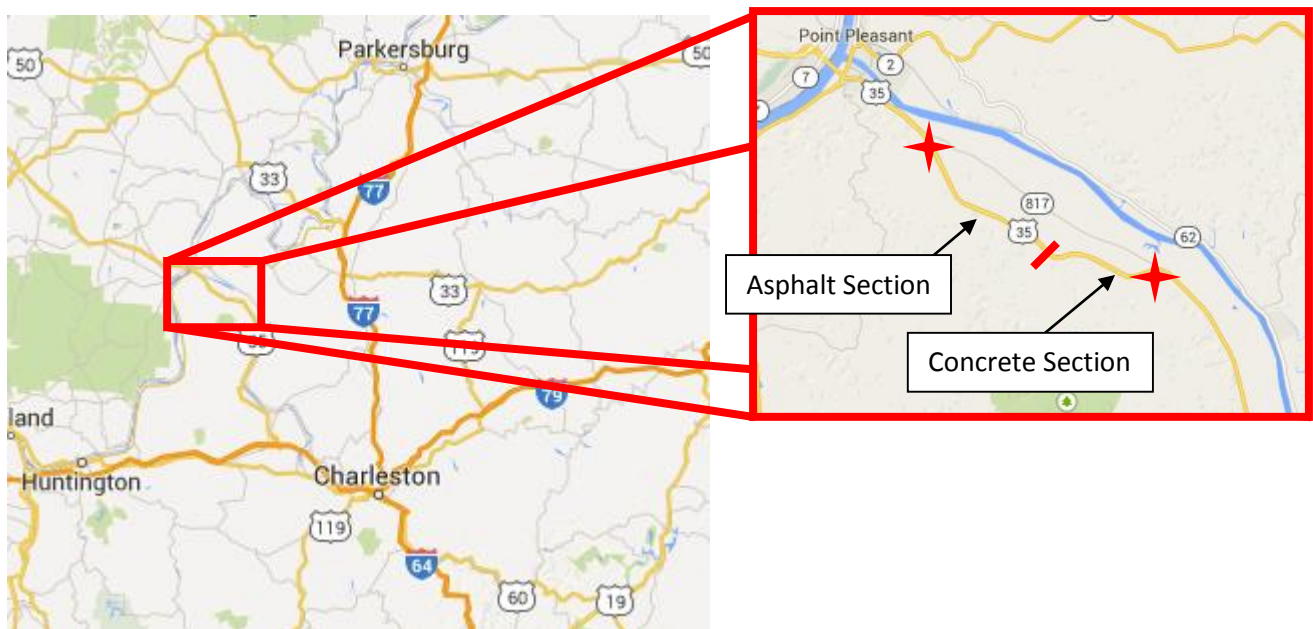 Parkersburg
50
50
33
77
33
77
35
119
79
land
Huntington
Charleston
119
64
60
19
Point Pleasant
2
7
35
817
35
62
Asphalt Section
Concrete Section